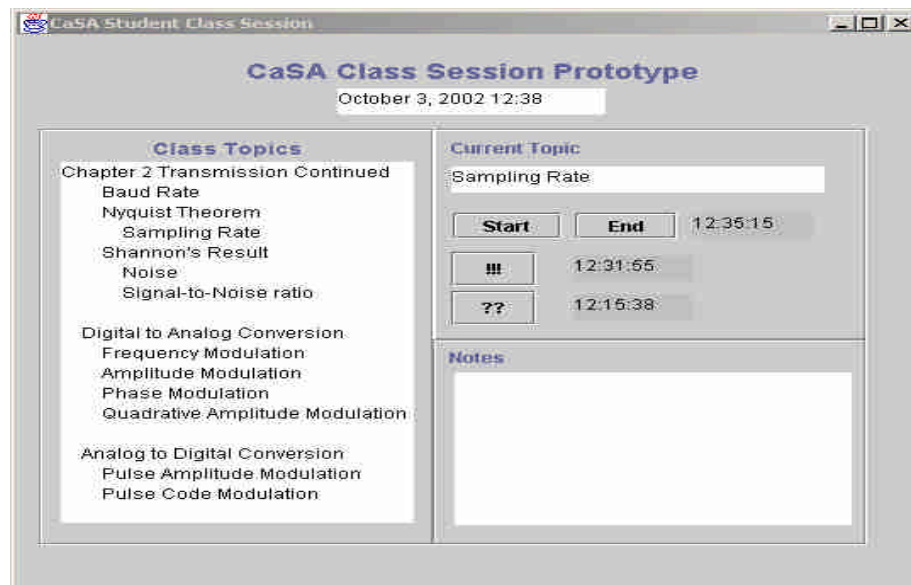 CaSA Student Class Session
CaSA Class Session Prototype
October 3, 2002 12:38
Class Topics
Chapter 2 Transmission Continued
Baud Rate
Nyquist Theorem
Sampling Rate
Shannon's Result
Noise
Signal-to-Noise ratio
Digital to Analog Conversion
Frequency Modulation
Amplitude Modulation
Phase Modulation
Quadrative Amplitude Modulation
Analog to Digital Conversion
Pulse Amplitude Modulation
Pulse Code Modulation
Current Topic
Sampling Rate
Start End 12:35:15
!!! 12:31:55
?? 12:15:38
Notes